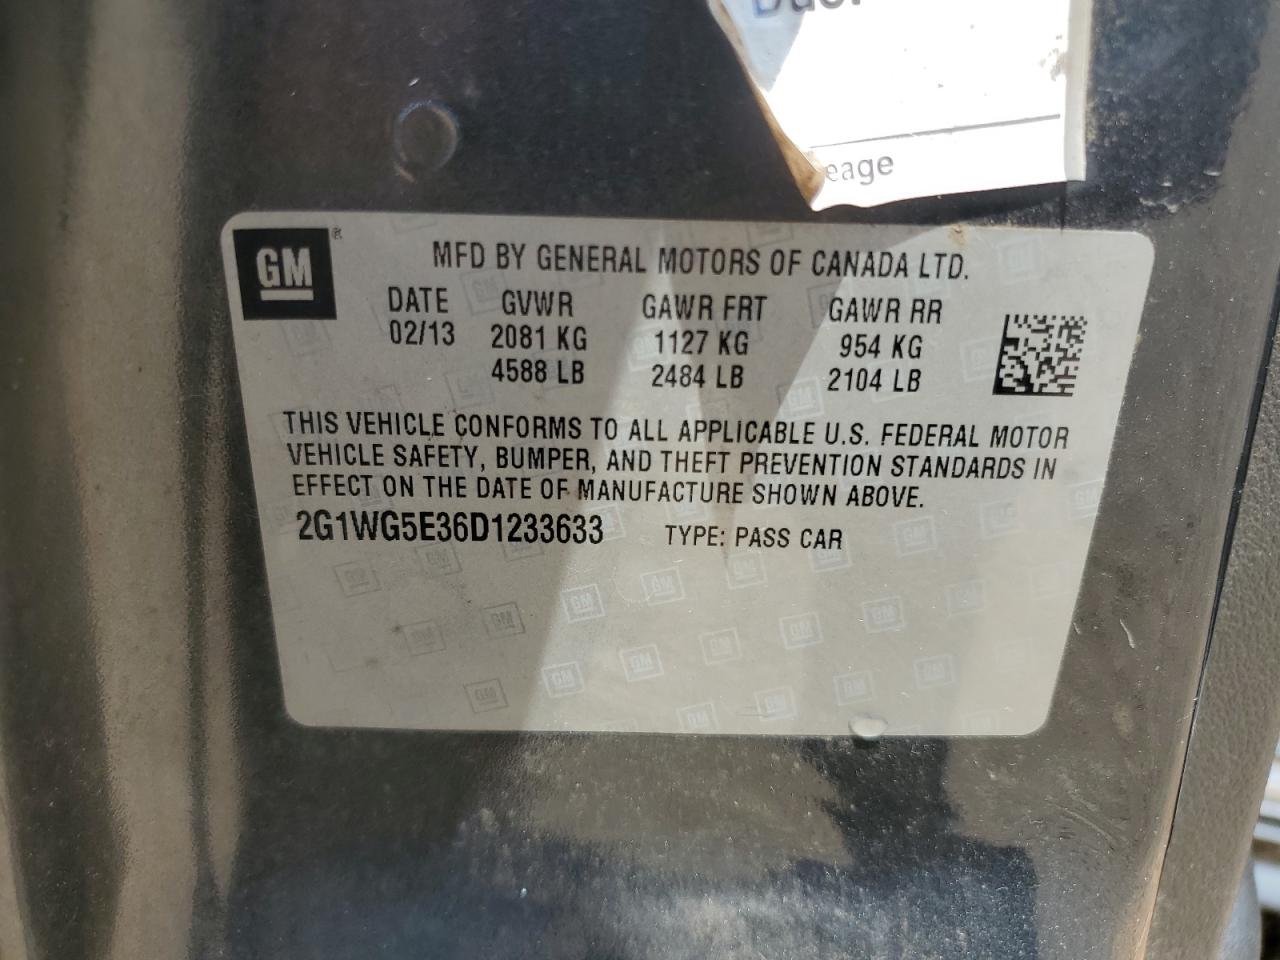 eage
GM®
MFD BY GENERAL MOTORS OF CANADA LTD.
DATE GVWR GAWR FRT GAWR RR
02/13 2081 KG 1127 KG 954 KG
4588 LB 2484 LB 2104 LB
THIS VEHICLE CONFORMS TO ALL APPLICABLE U.S. FEDERAL MOTOR
VEHICLE SAFETY, BUMPER, AND THEFT PREVENTION STANDARDS IN
EFFECT ON THE DATE OF MANUFACTURE SHOWN ABOVE.
2G1WG5E36D1233633 TYPE: PASS CAR